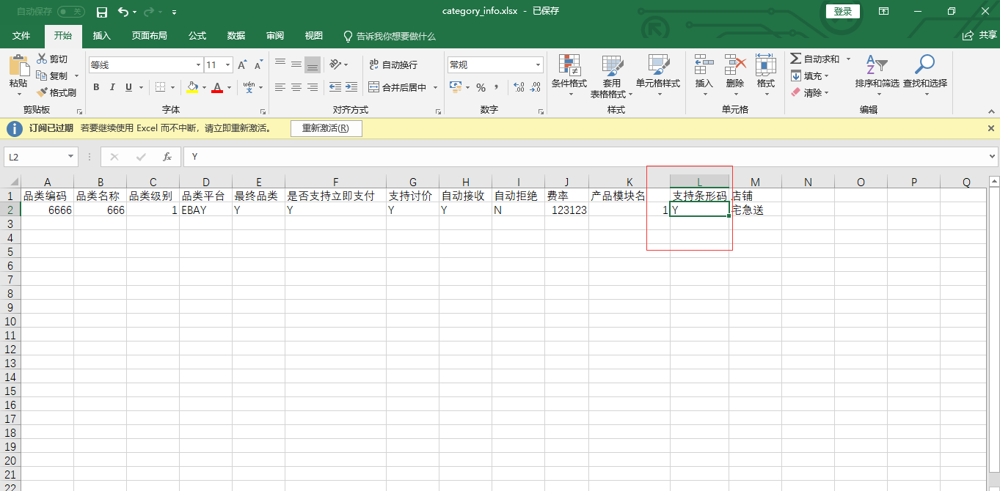 自动保存 关 category_info.xlsx - 已保存 登录
文件 开始 插入 页面布局 公式 数据 审阅 视图 告诉我你想要做什么 共享
剪切 等线 11 A A 自动换行 常规 自动求和
粘贴 复制 条件格式 套用 单元格样式 插入 删除 格式 填充 排序和筛选 查找和选择
格式刷 B I U A wén 文 合并后居中 % , 表格格式 清除
剪贴板 字体 对齐方式 数字 样式 单元格 编辑
订阅已过期 若要继续使用 Excel 而不中断，请立即重新激活。 重新激活(R)
L2 fx Y
A B C D E F G H I J K L M N O P Q
1 品类编码 品类名称 品类级别 品类平台 最终品类 是否支持立即支付 支持讨价 自动接收 自动拒绝 费率 产品模块名 支持条形码 店铺
2 6666 666 1 EBAY Y Y Y Y N 123123 1 Y 宅急送
3
4
5
6
7
8
9
10
11
12
13
14
15
16
17
18
19
20
21
22